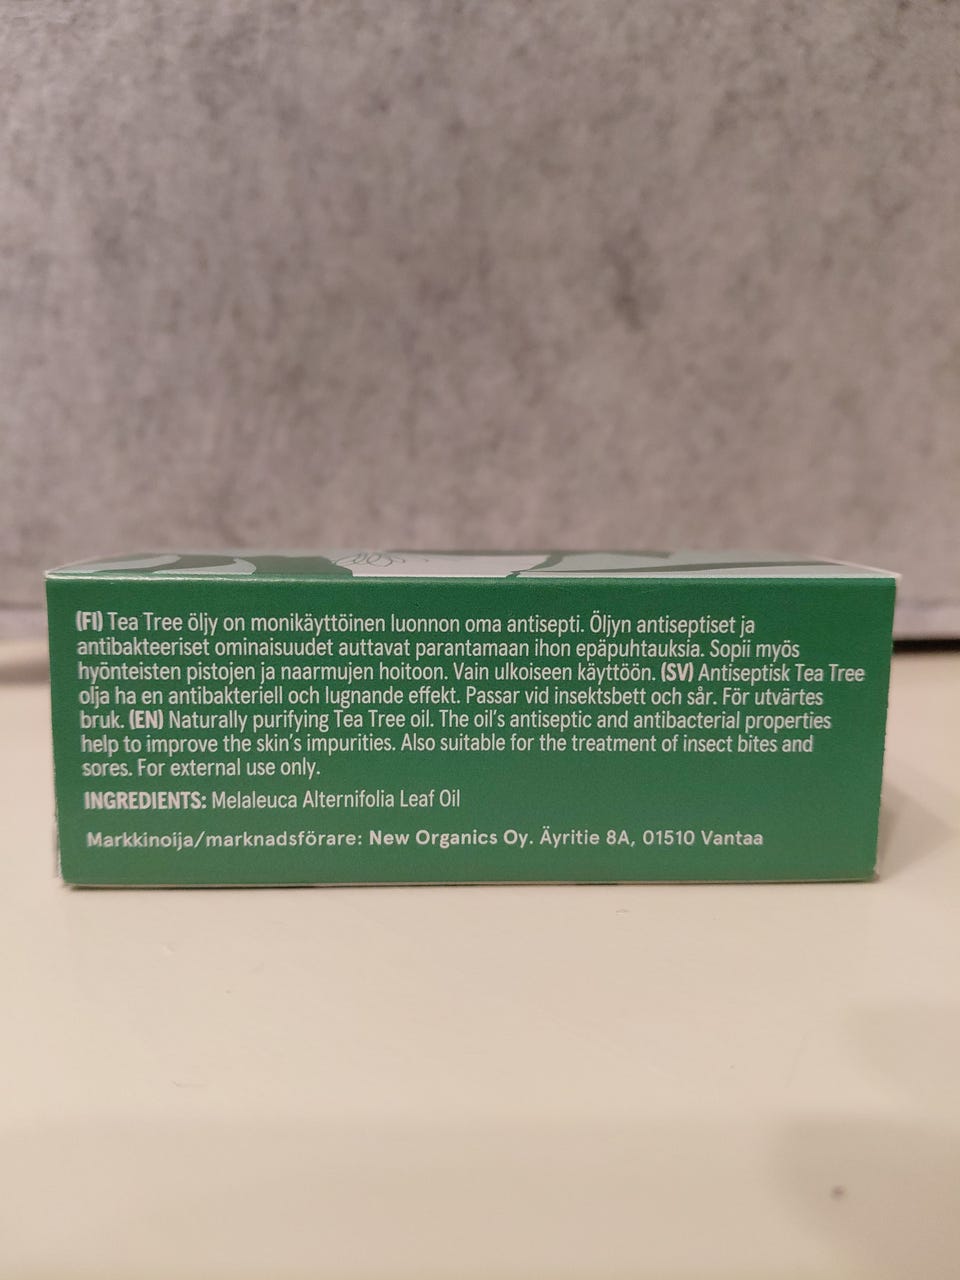 (FI) Tea Tree öljy on monikäyttöinen luonnon oma antisepti. Öljyn antiseptiset ja
antibakteeriset ominaisuudet auttavat parantamaan ihon epäpuhtauksia. Sopii myös
hyönteisten pistojen ja naarmujen hoitoon. Vain ulkoiseen käyttöön. (SV) Antiseptisk Tea Tree
olja ha en antibakteriell och lugnande effekt. Passar vid insektsbett och sår. För utvärtes
bruk. (EN) Naturally purifying Tea Tree oil. The oil's antiseptic and antibacterial properties
help to improve the skin's impurities. Also suitable for the treatment of insect bites and
sores. For external use only.
INGREDIENTS: Melaleuca Alternifolia Leaf Oil
Markkinoija/marknadsförare: New Organics Oy. Äyritie 8A, 01510 Vantaa